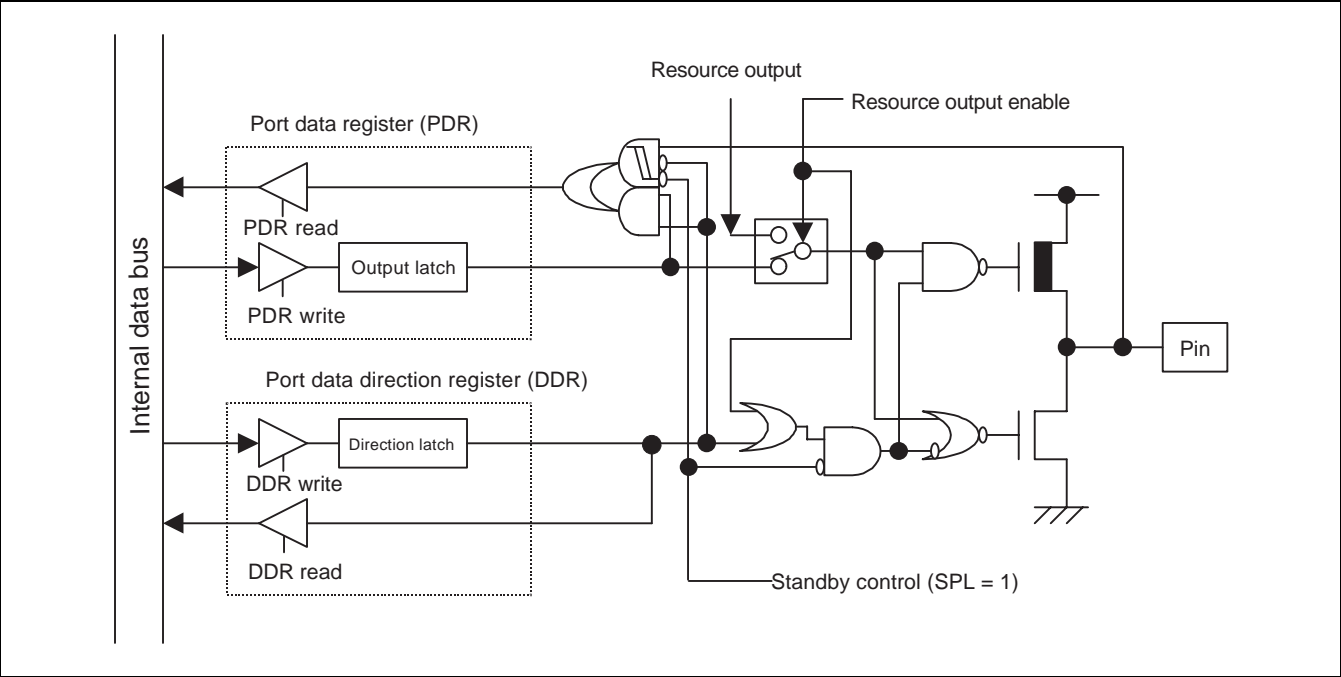 Resource output
Resource output enable
Port data register (PDR)
PDR read
Output latch
PDR write
Internal data bus
Pin
Port data direction register (DDR)
Direction latch
DDR write
DDR read
Standby control (SPL = 1)